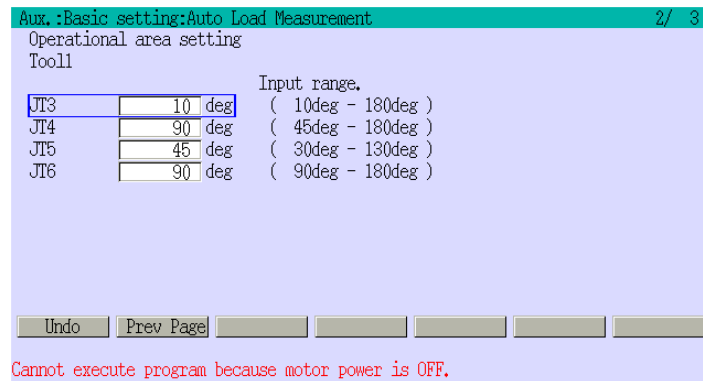 Aux.:Basic setting:Auto Load Measurement 2/ 3
Operational area setting
Tool1
Input range.
JT3 10 deg ( 10deg - 180deg )
JT4 90 deg ( 45deg - 180deg )
JT5 45 deg ( 30deg - 130deg )
JT6 90 deg ( 90deg - 180deg )
Undo Prev Page
Cannot execute program because motor power is OFF.